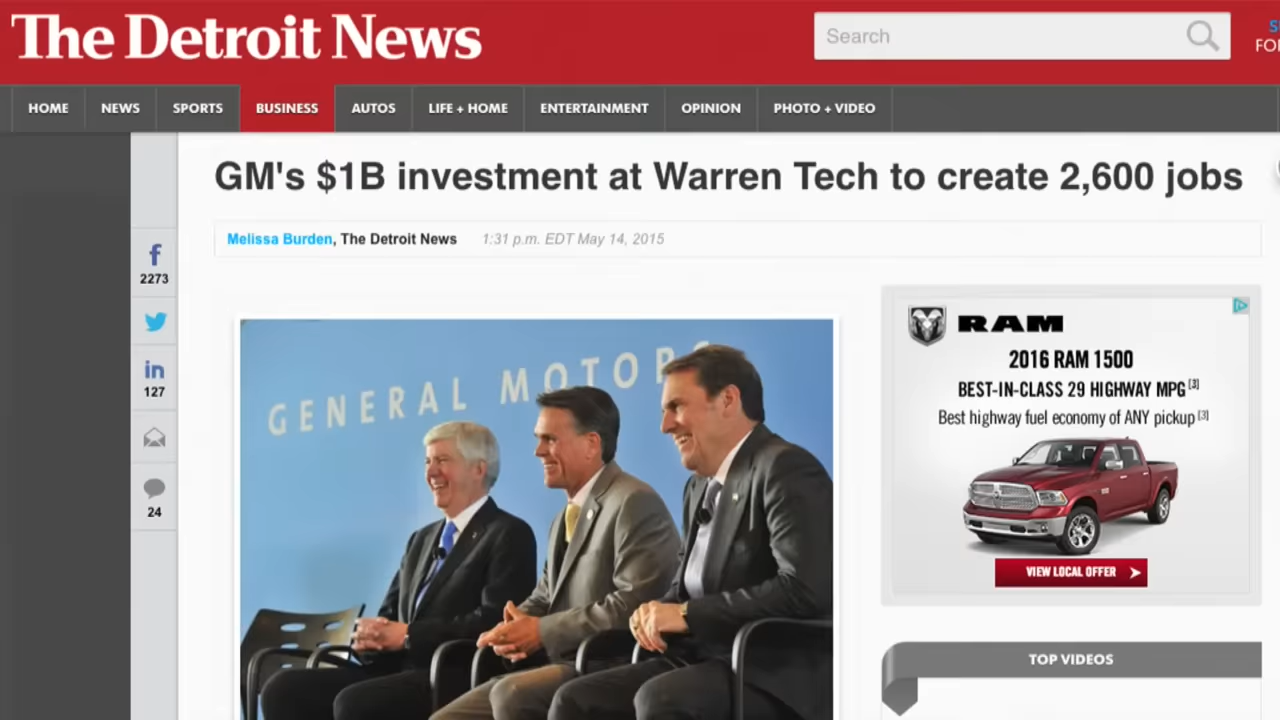 The Detroit News
Search
HOME NEWS SPORTS BUSINESS AUTOS LIFE + HOME ENTERTAINMENT OPINION PHOTO + VIDEO
GM's $1B investment at Warren Tech to create 2,600 jobs
Melissa Burden, The Detroit News 1:31 p.m. EDT May 14, 2015
f
2273
in
127
24
GENERAL MOTORS
RAM
2016 RAM 1500
BEST-IN-CLASS 29 HIGHWAY MPG [3]
Best highway fuel economy of ANY pickup [3]
VIEW LOCAL OFFER
TOP VIDEOS